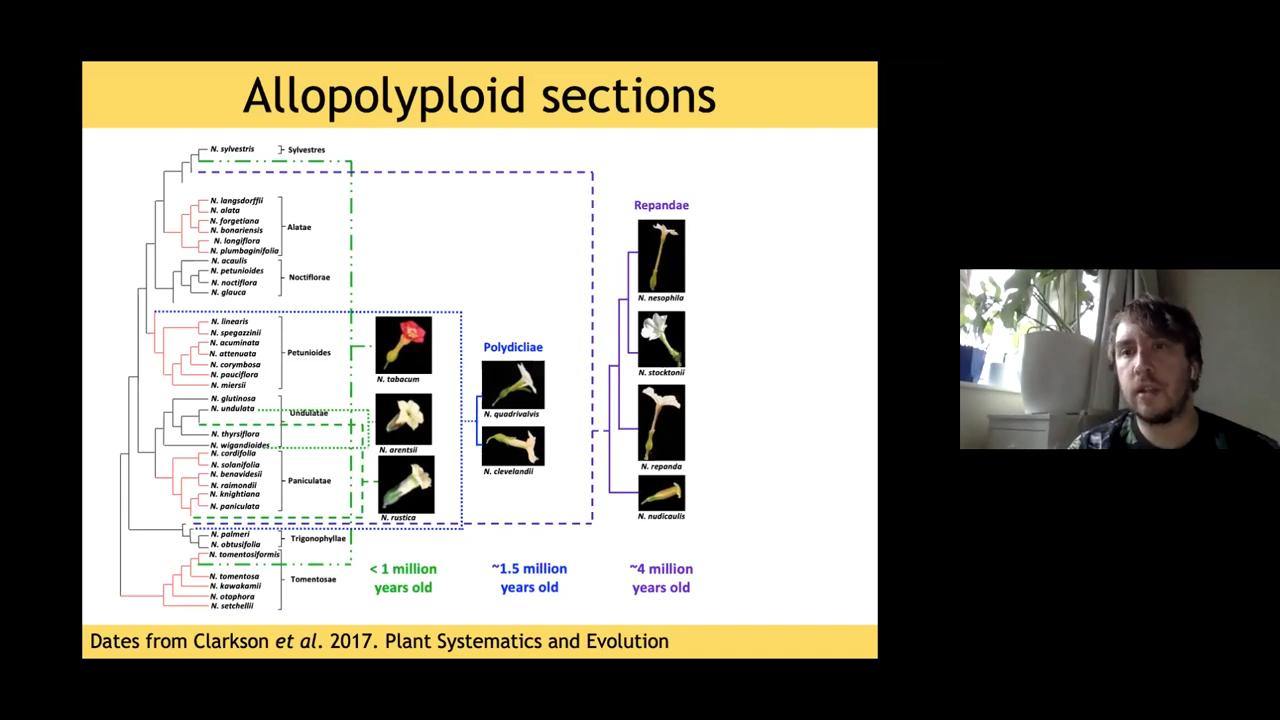 Allopolyploid sections
N. sylvestris
Sylvestres
N. langsdorffii
N. alata
N. forgetiana
N. bonariensis
N. longiflora
N. plumbaginifolia
Alatae
N. acaulis
N. petunioides
N. noctiflora
N. glauca
Noctiflorae
N. linearis
N. spegazzinii
N. acuminata
N. attenuata
N. corymbosa
N. pauciflora
N. miersii
Petunioides
N. glutinosa
N. undulata
N. thyrsiflora
N. wigandioides
Undulatae
N. cordifolia
N. solanifolia
N. benavidesii
N. raimondii
N. knightiana
N. paniculata
Paniculatae
N. palmeri
N. obtusifolia
Trigonophyllae
N. tomentosiformis
N. tomentosa
N. kawakamii
N. otophora
N. setchellii
Tomentosae
N. tabacum
N. arentsii
N. rustica
< 1 million
years old
Polydicliae
N. quadrivalvis
N. clevelandii
~1.5 million
years old
Repandae
N. nesophila
N. stocktonii
N. repanda
N. nudicaulis
~4 million
years old
Dates from Clarkson et al. 2017. Plant Systematics and Evolution